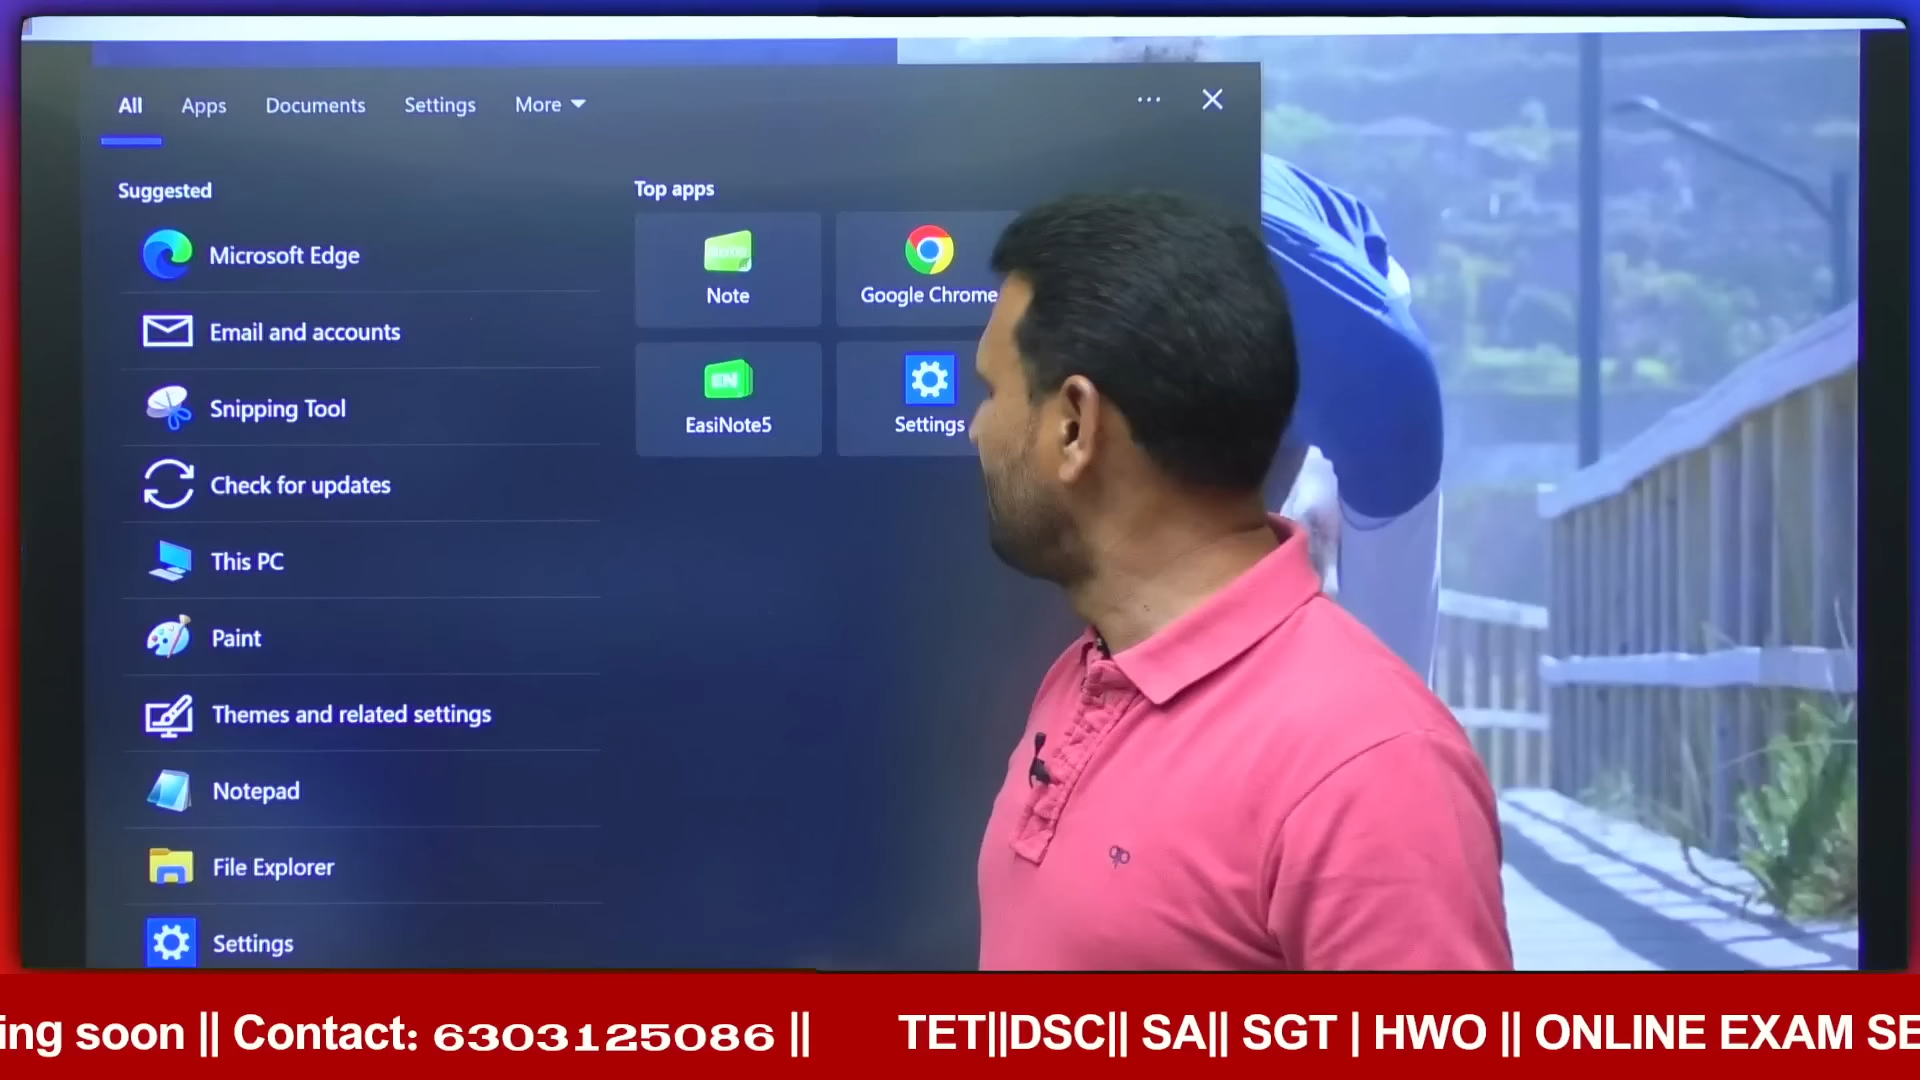 All Apps Documents Settings More
Suggested
Top apps
Microsoft Edge
Email and accounts
Snipping Tool
Check for updates
This PC
Paint
Themes and related settings
Notepad
File Explorer
Settings
Note
Google Chrome
EN
EasiNote5
Settings
ing soon || Contact: 6303125086 || TET||DSC|| SA|| SGT | HWO || ONLINE EXAM SE